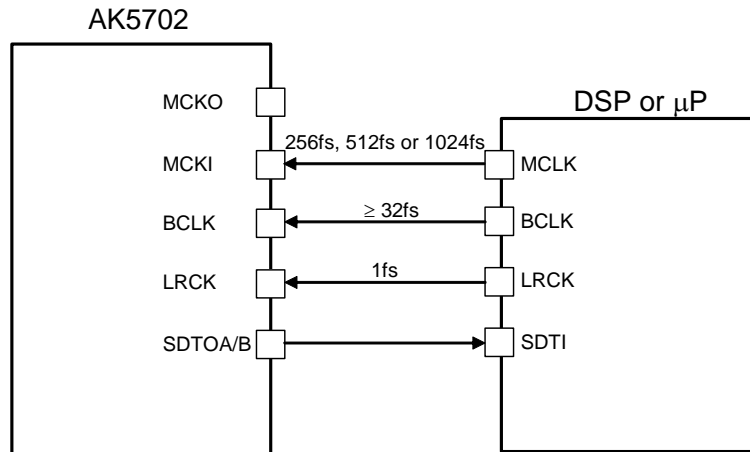 AK5702
DSP or μP
MCKO
256fs, 512fs or 1024fs
MCKI
MCLK
≥ 32fs
BCLK
BCLK
1fs
LRCK
LRCK
SDTOA/B
SDTI